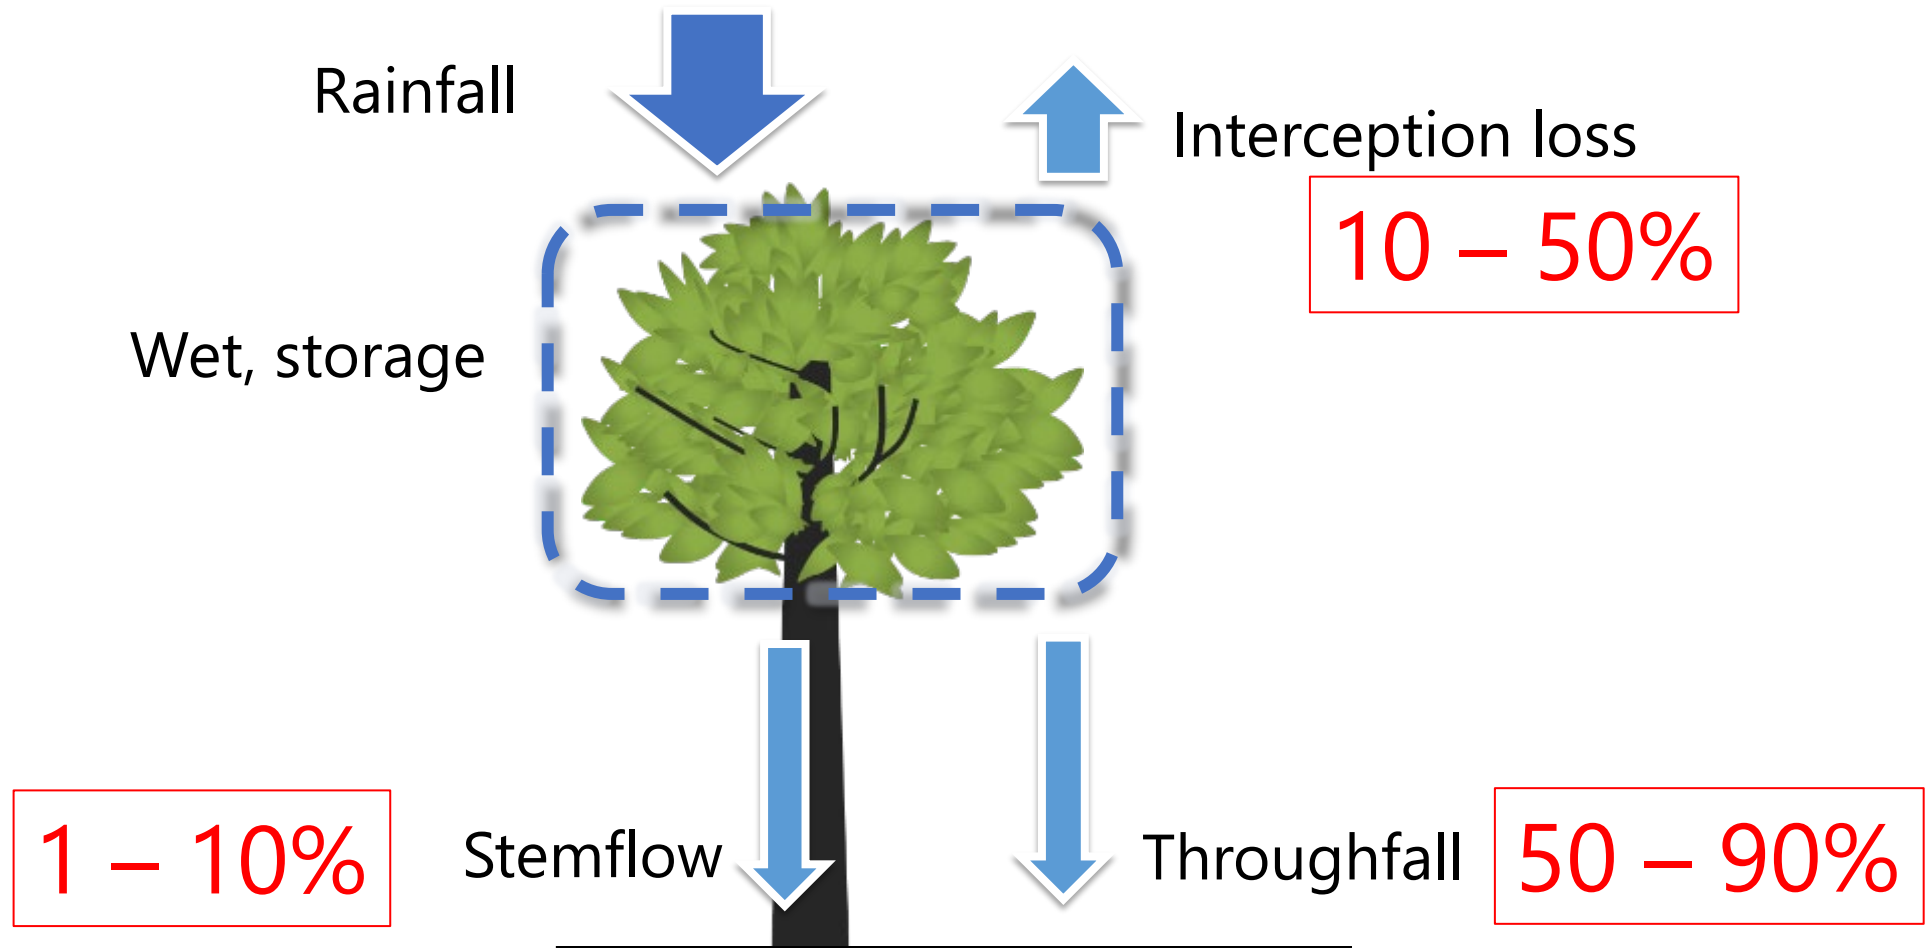 Rainfall
Interception loss
10 – 50%
Wet, storage
1 – 10%
Stemflow
Throughfall
50 – 90%